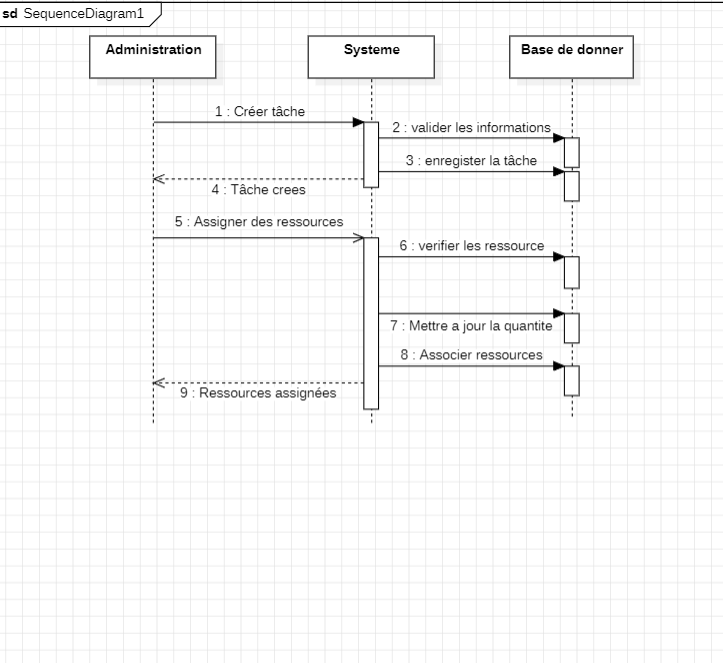 sd SequenceDiagram1
Administration
Systeme
Base de donner
1 : Créer tâche
2 : valider les informations
3 : enregister la tâche
4 : Tâche crees
5 : Assigner des ressources
6 : verifier les ressource
7 : Mettre a jour la quantite
8 : Associer ressources
9 : Ressources assignées